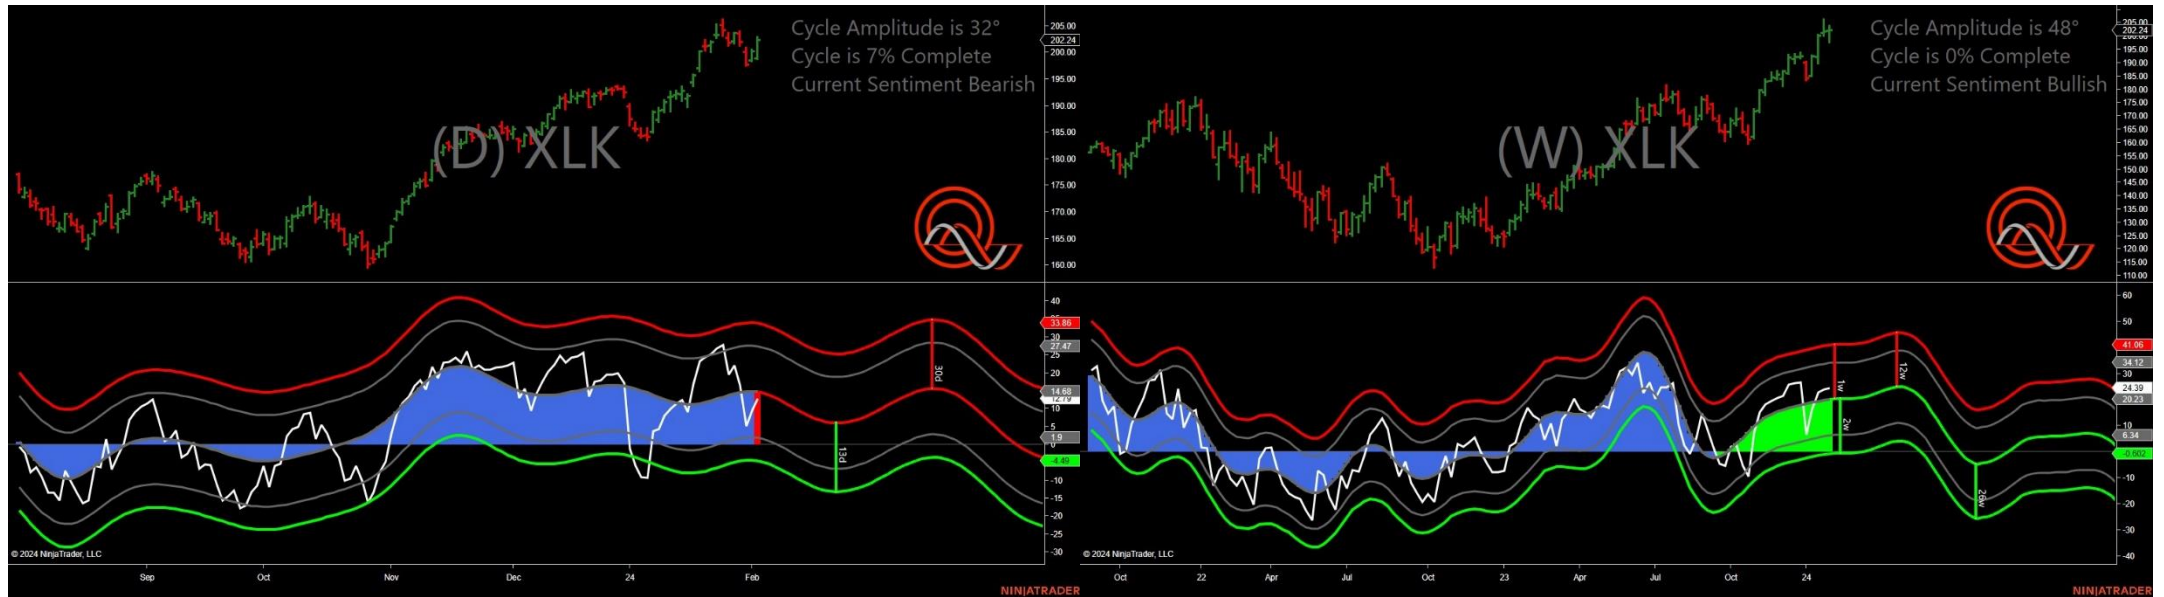 Cycle Amplitude is 32°
Cycle is 7% Complete
Current Sentiment Bearish
(D) XLK
205.00
202.24
200.00
195.00
190.00
185.00
180.00
175.00
170.00
165.00
160.00
40
33.86
27.47
25
20
14.68
12.79
10
5
1.9
0
-4.49
-10
-15
-20
-25
-30
30d
13d
© 2024 NinjaTrader, LLC
Sep
Oct
Nov
Dec
24
Feb
NINJATRADER
Cycle Amplitude is 48°
Cycle is 0% Complete
Current Sentiment Bullish
(W) XLK
205.00
202.24
195.00
190.00
185.00
180.00
175.00
170.00
165.00
160.00
155.00
150.00
145.00
140.00
135.00
130.00
125.00
120.00
115.00
110.00
60
50
41.06
34.12
30
24.39
20.23
10
6.34
-0.602
-10
-20
-30
-40
1w
12w
2w
26w
© 2024 NinjaTrader, LLC
Oct
22
Apr
Jul
Oct
23
Apr
Jul
Oct
24
NINJATRADER